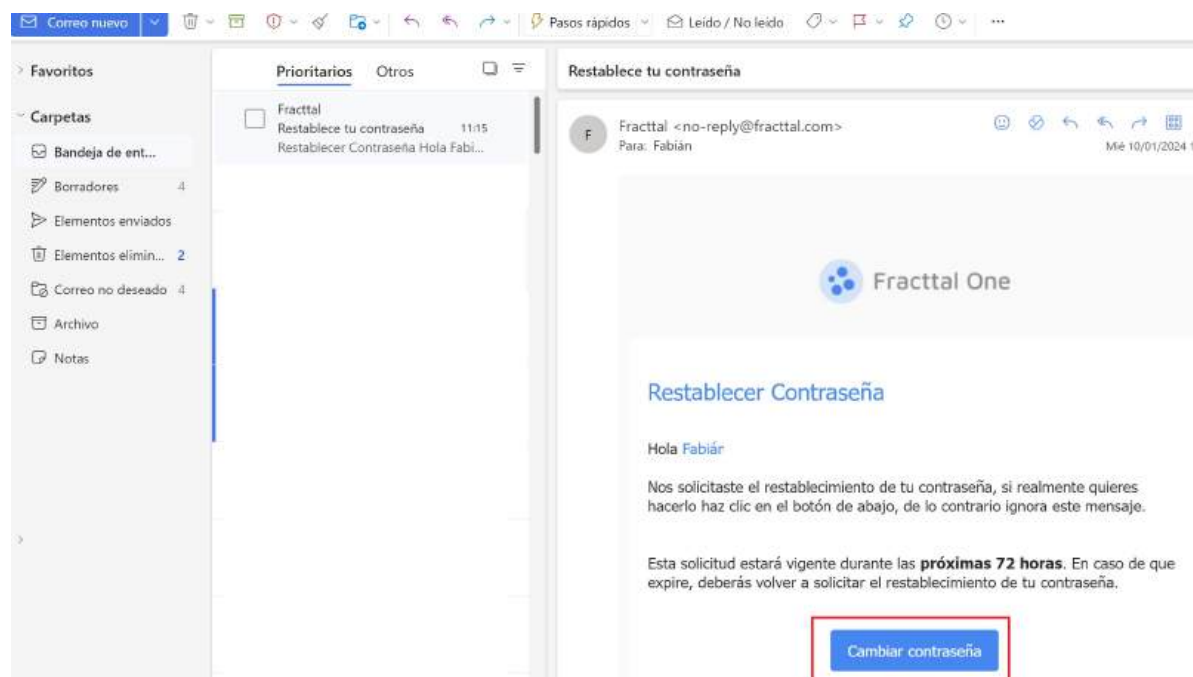 Correo nuevo
Pasos rápidos
Leído / No leído
Favoritos
Carpetas
Bandeja de ent...
Borradores 4
Elementos enviados
Elementos elimin... 2
Correo no deseado 4
Archivo
Notas
Prioritarios Otros
Fracttal
Restablece tu contraseña 11:15
Restablecer Contraseña Hola Fabi...
Restablece tu contraseña
F
Fracttal <no-reply@fracttal.com>
Para: Fabián
Mié 10/01/2024 1
Fracttal One
Restablecer Contraseña
Hola Fabián
Nos solicitaste el restablecimiento de tu contraseña, si realmente quieres
hacerlo haz clic en el botón de abajo, de lo contrario ignora este mensaje.
Esta solicitud estará vigente durante las próximas 72 horas. En caso de que
expire, deberás volver a solicitar el restablecimiento de tu contraseña.
Cambiar contraseña